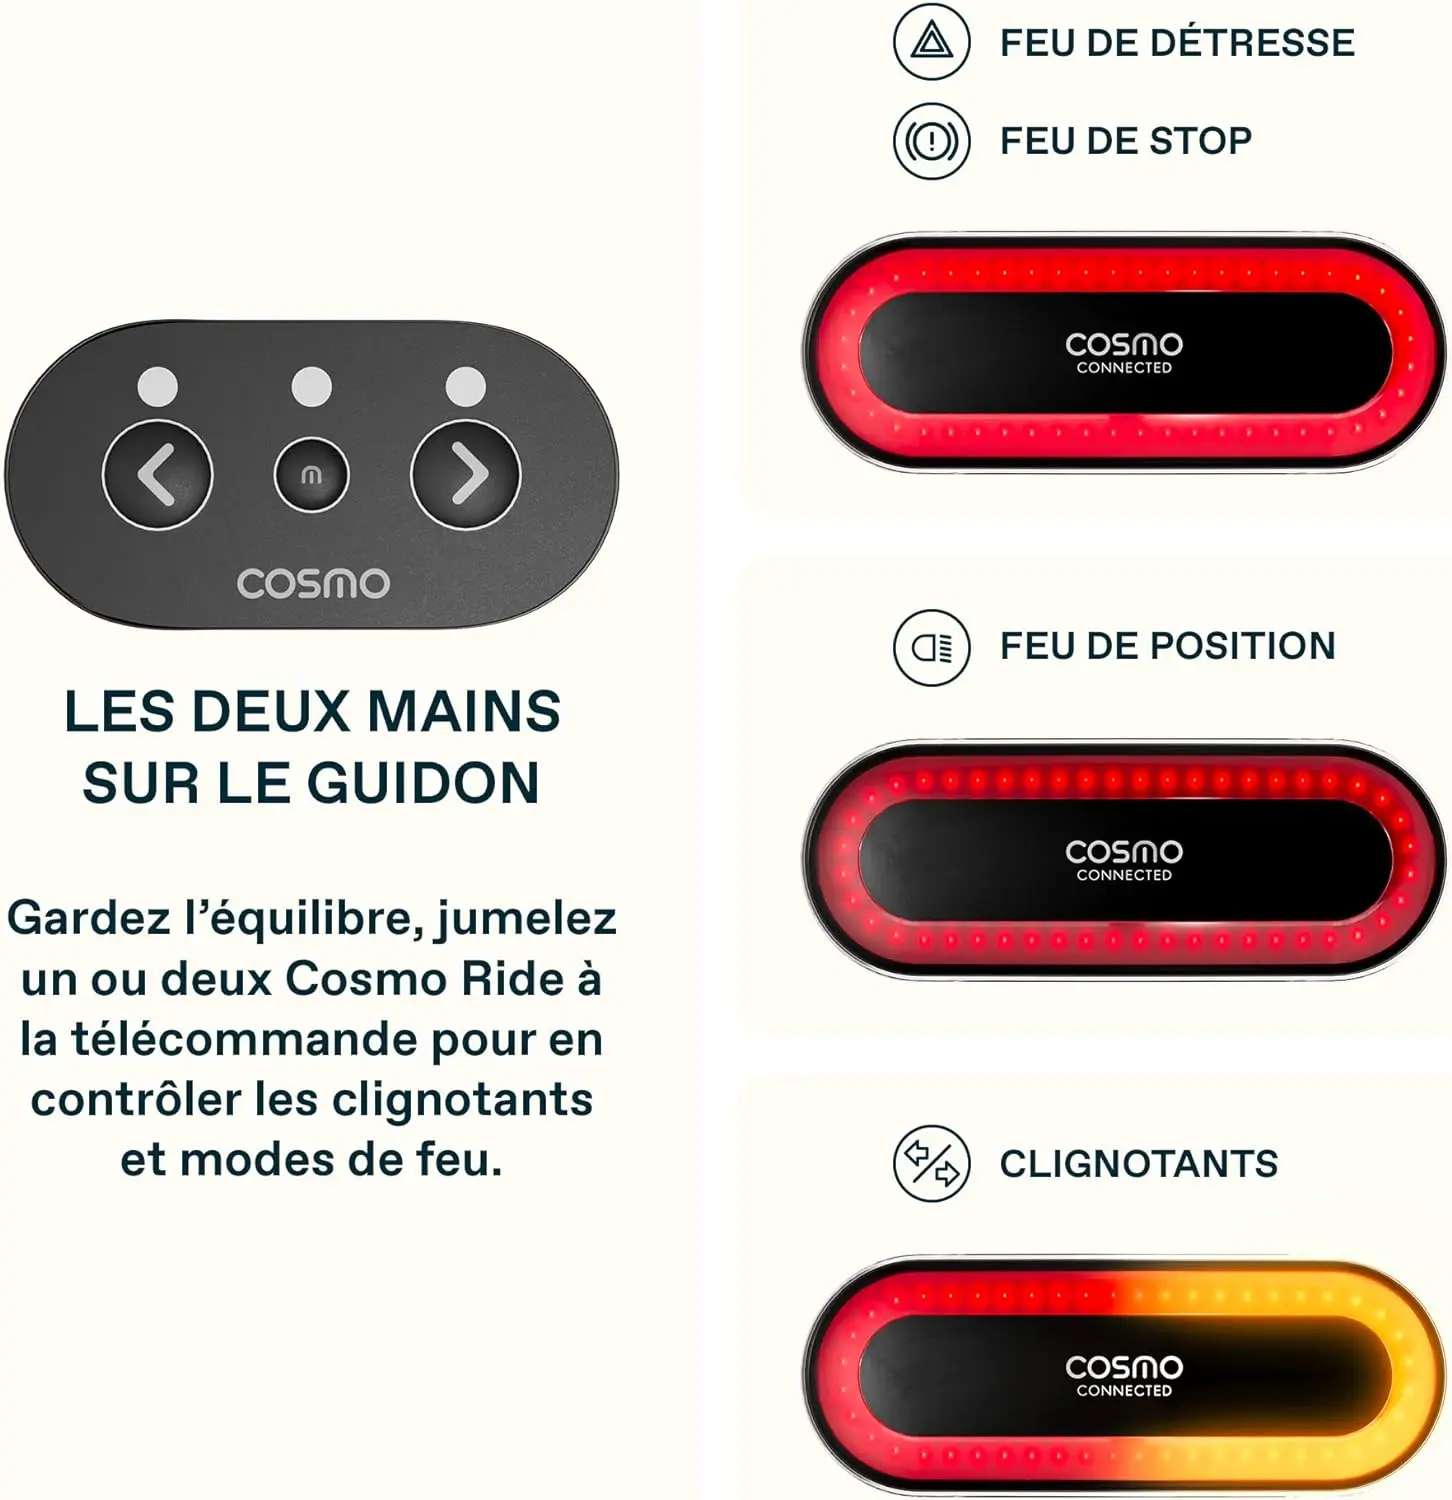 COSMO
LES DEUX MAINS
SUR LE GUIDON
Gardez l’équilibre, jumelez
un ou deux Cosmo Ride à
la télécommande pour en
contrôler les clignotants
et modes de feu.
FEU DE DÉTRESSE
FEU DE STOP
COSMO
CONNECTED
FEU DE POSITION
COSMO
CONNECTED
CLIGNOTANTS
COSMO
CONNECTED